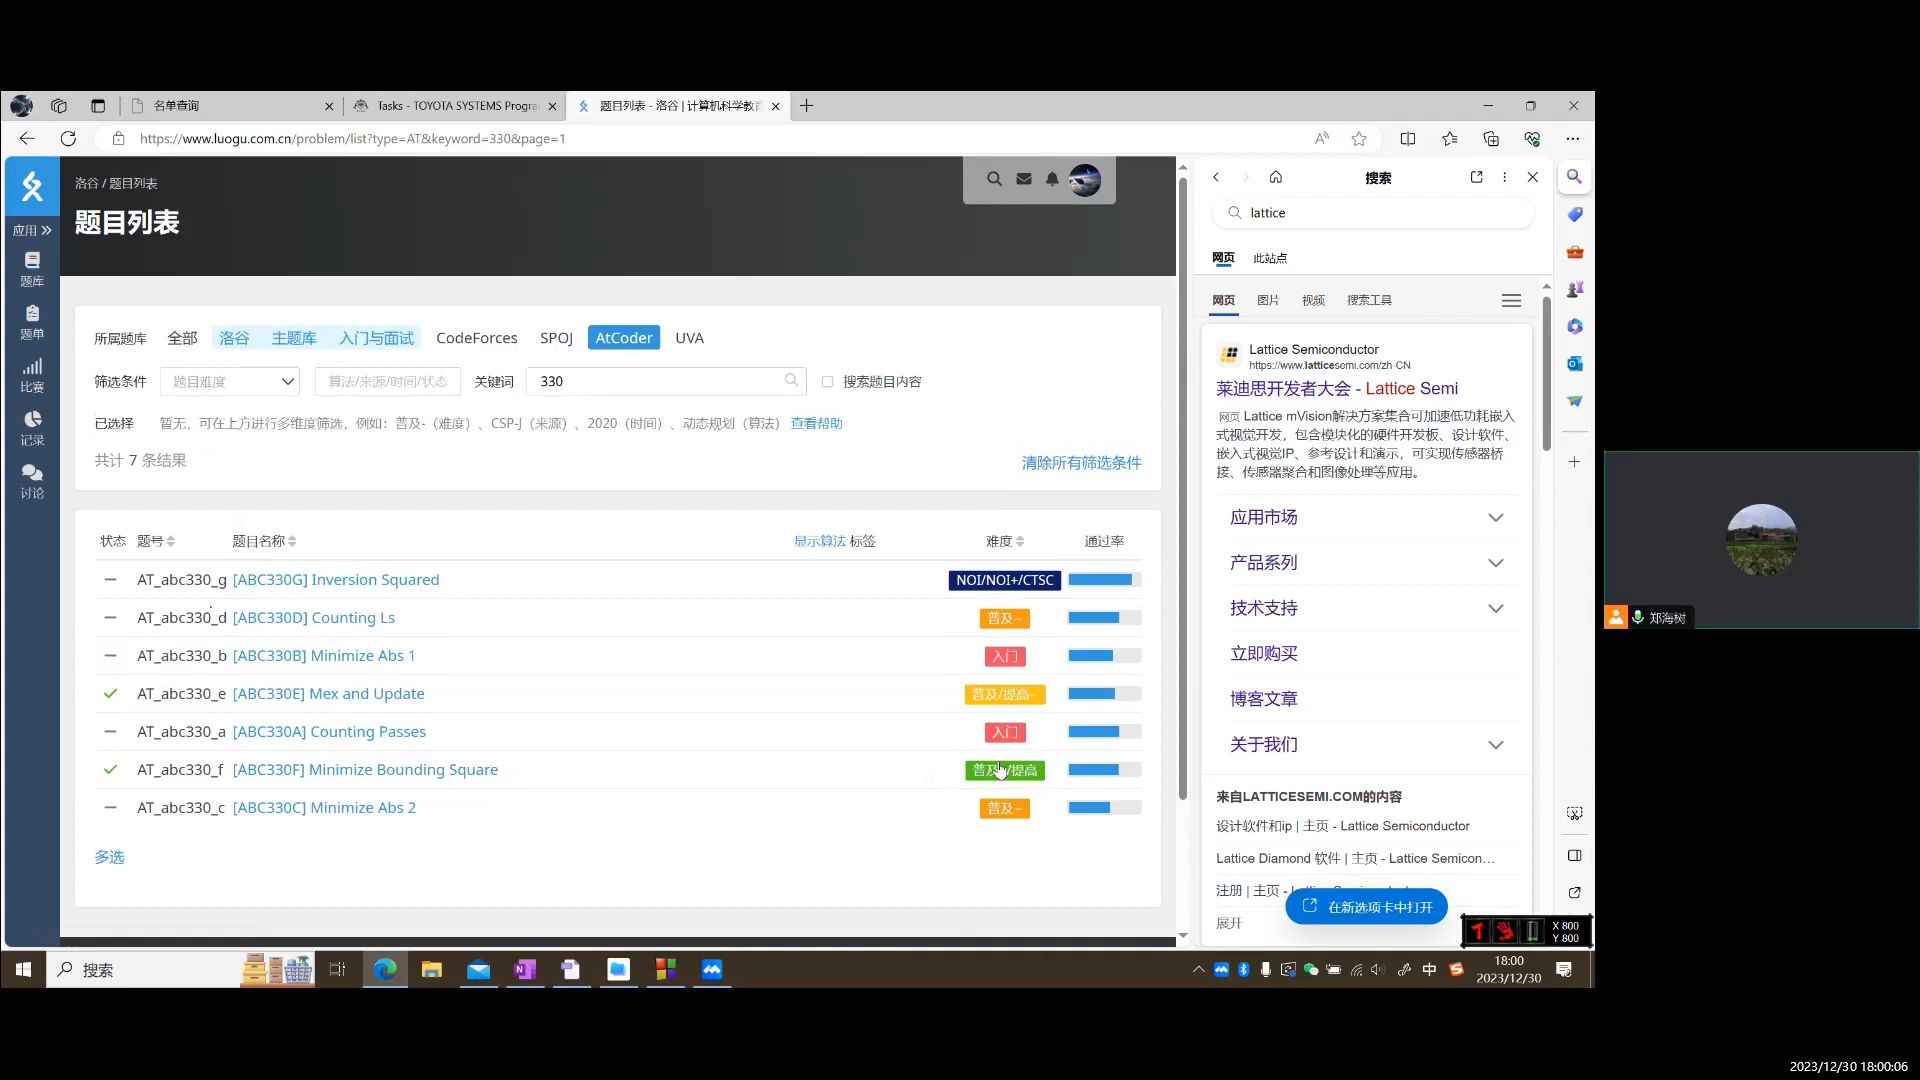 名单查询
Tasks - TOYOTA SYSTEMS Progra
题目列表 - 洛谷 | 计算机科学教育
https://www.luogu.com.cn/problem/list?type=AT&keyword=330&page=1
洛谷 / 题目列表
题目列表
应用
题库
题单
比赛
记录
讨论
所属题库 全部 洛谷 主题库 入门与面试 CodeForces SPOJ AtCoder UVA
筛选条件 题目难度 算法/来源/时间/状态 关键词 330 搜索题目内容
已选择 暂无，可在上方进行多维度筛选，例如：普及-（难度）、CSP-J（来源）、2020（时间）、动态规划（算法） 查看帮助
共计 7 条结果 清除所有筛选条件
状态 题号 题目名称 显示算法 标签 难度 通过率
AT_abc330_g [ABC330G] Inversion Squared NOI/NOI+/CTSC
AT_abc330_d [ABC330D] Counting Ls 普及−
AT_abc330_b [ABC330B] Minimize Abs 1 入门
AT_abc330_e [ABC330E] Mex and Update 普及/提高−
AT_abc330_a [ABC330A] Counting Passes 入门
AT_abc330_f [ABC330F] Minimize Bounding Square 普及/提高
AT_abc330_c [ABC330C] Minimize Abs 2 普及−
多选
搜索
lattice
网页 此站点
网页 图片 视频 搜索工具
Lattice Semiconductor
https://www.latticesemi.com/zh-CN
莱迪思开发者大会 - Lattice Semi
网页 Lattice mVision解决方案集合可加速低功耗嵌入
式视觉开发，包含模块化的硬件开发板、设计软件、
嵌入式视觉IP、参考设计和演示，可实现传感器桥
接、传感器聚合和图像处理等应用。
应用市场
产品系列
技术支持
立即购买
博客文章
关于我们
来自LATTICESEMI.COM的内容
设计软件和ip | 主页 - Lattice Semiconductor
Lattice Diamond 软件 | 主页 - Lattice Semicon...
注册 | 主页 -
在新选项卡中打开
展开
X 800
Y 800
郑海树
搜索
中
18:00
2023/12/30
2023/12/30 18:00:06